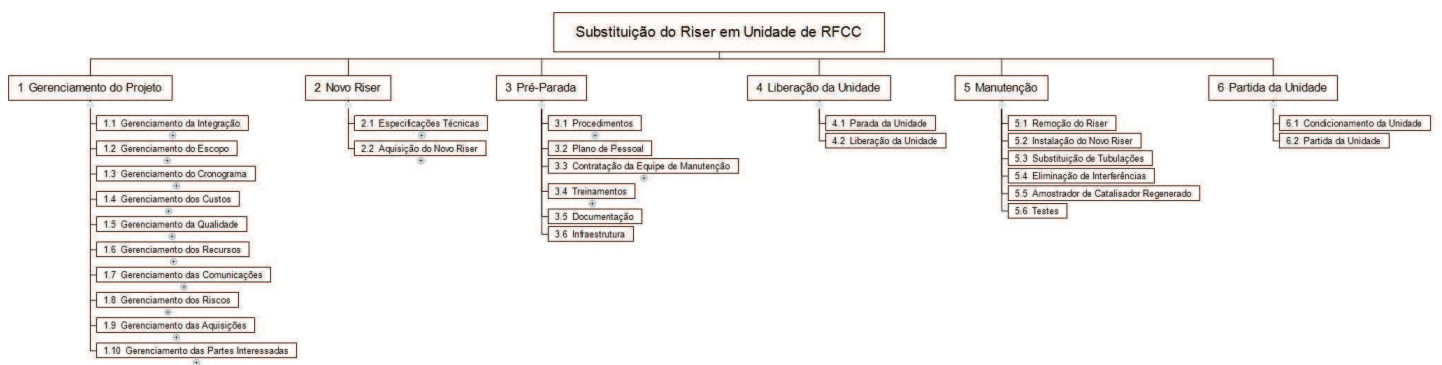 Substituição do Riser em Unidade de RFCC
1 Gerenciamento do Projeto
1.1 Gerenciamento da Integração
1.2 Gerenciamento do Escopo
1.3 Gerenciamento do Cronograma
1.4 Gerenciamento dos Custos
1.5 Gerenciamento da Qualidade
1.6 Gerenciamento dos Recursos
1.7 Gerenciamento das Comunicações
1.8 Gerenciamento dos Riscos
1.9 Gerenciamento das Aquisições
1.10 Gerenciamento das Partes Interessadas
2 Novo Riser
2.1 Especificações Técnicas
2.2 Aquisição do Novo Riser
3 Pré-Parada
3.1 Procedimentos
3.2 Plano de Pessoal
3.3 Contratação da Equipe de Manutenção
3.4 Treinamentos
3.5 Documentação
3.6 Infraestrutura
4 Liberação da Unidade
4.1 Parada da Unidade
4.2 Liberação da Unidade
5 Manutenção
5.1 Remoção do Riser
5.2 Instalação do Novo Riser
5.3 Substituição de Tubulações
5.4 Eliminação de Interferências
5.5 Amostrador de Catalisador Regenerado
5.6 Testes
6 Partida da Unidade
6.1 Condicionamento da Unidade
6.2 Partida da Unidade